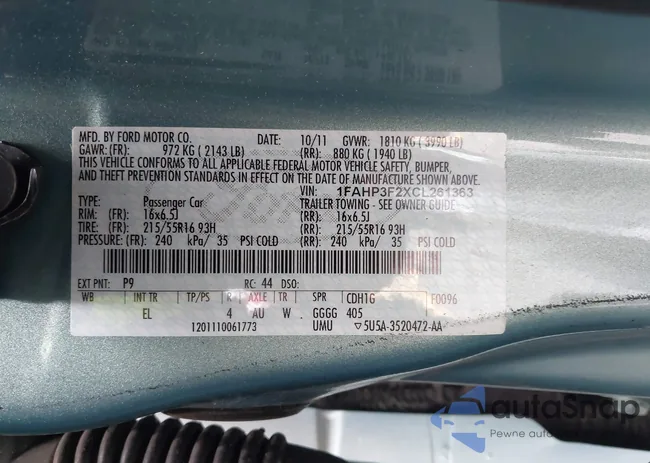 MFD. BY FORD MOTOR CO. DATE: 10/11 GVWR: 1810 KG ( 3990 LB)
GAWR: (FR): 972 KG ( 2143 LB) (RR): 880 KG ( 1940 LB)
THIS VEHICLE CONFORMS TO ALL APPLICABLE FEDERAL MOTOR VEHICLE SAFETY, BUMPER,
AND THEFT PREVENTION STANDARDS IN EFFECT ON THE DATE OF MANUFACTURE SHOWN ABOVE.
VIN: 1FAHP3F2XCL261363
TYPE: Passenger Car TRAILER TOWING - SEE OWNER GUIDE
RIM: (FR): 16x6.5J (RR): 16x6.5J
TIRE: (FR): 215/55R16 93H (RR): 215/55R16 93H
PRESSURE: (FR): 240 kPa/ 35 PSI COLD (RR): 240 kPa/ 35 PSI COLD
EXT PNT: P9 RC: 44 DSO: F0096
WB INT TR TP/PS R AXLE TR SPR CDH1G
EL 4 AU W . GGGG 405
1201110061773 UMU ▽5U5A-3520472-AA
autaSnap
Pewne auto